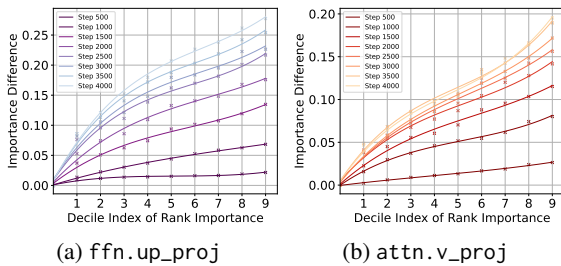 Importance Difference
0.25
0.20
0.15
0.10
0.05
0.00
Step 500
Step 1000
Step 1500
Step 2000
Step 2500
Step 3000
Step 3500
Step 4000
1 2 3 4 5 6 7 8 9
Decile Index of Rank Importance
(a) ffn.up_proj
Importance Difference
0.20
0.15
0.10
0.05
0.00
Step 500
Step 1000
Step 1500
Step 2000
Step 2500
Step 3000
Step 3500
Step 4000
1 2 3 4 5 6 7 8 9
Decile Index of Rank Importance
(b) attn.v_proj